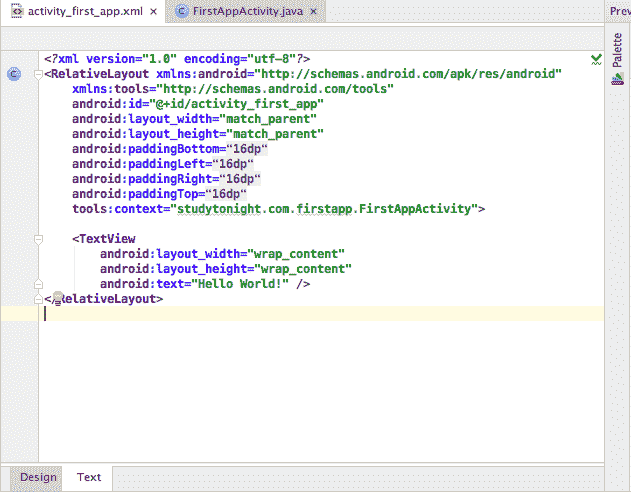 activity_first_app.xml × FirstAppActivity.java × Prev
<?xml version="1.0" encoding="utf-8"?>
<RelativeLayout xmlns:android="http://schemas.android.com/apk/res/android"
xmlns:tools="http://schemas.android.com/tools"
android:id="@+id/activity_first_app"
android:layout_width="match_parent"
android:layout_height="match_parent"
android:paddingBottom="16dp"
android:paddingLeft="16dp"
android:paddingRight="16dp"
android:paddingTop="16dp"
tools:context="studytonight.com.firstapp.FirstAppActivity">
<TextView
android:layout_width="wrap_content"
android:layout_height="wrap_content"
android:text="Hello World!" />
</RelativeLayout>
Palette
Design Text